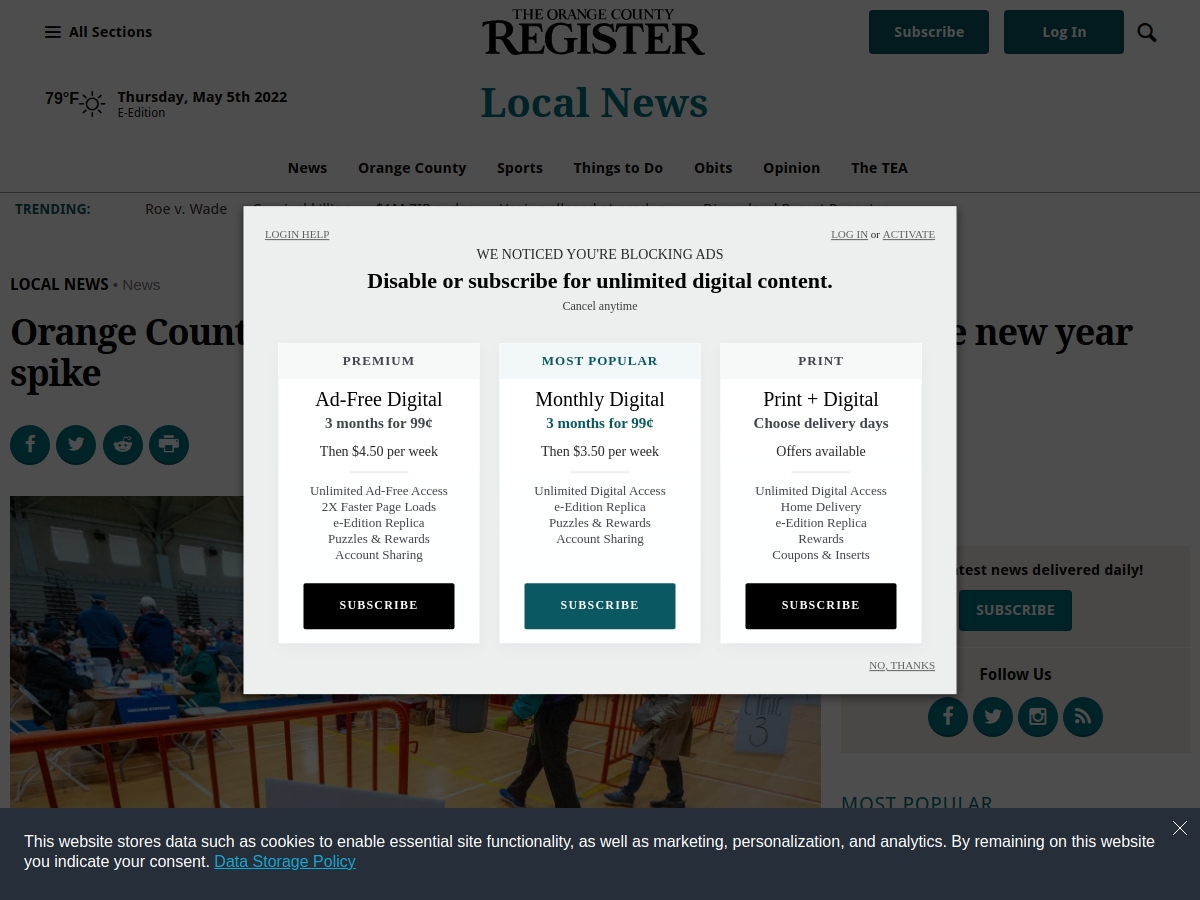 All Sections
THE ORANGE COUNTY
REGISTER
Subscribe
Log In
79°F
Thursday, May 5th 2022
E-Edition
Local News
News
Orange County
Sports
Things to Do
Obits
Opinion
The TEA
TRENDING:
Roe v. Wade
LOGIN HELP
LOG IN or ACTIVATE
WE NOTICED YOU'RE BLOCKING ADS
Disable or subscribe for unlimited digital content.
Cancel anytime
LOCAL NEWS • News
Orange
new year
spike
PREMIUM
Ad-Free Digital
3 months for 99¢
Then $4.50 per week
Unlimited Ad-Free Access
2X Faster Page Loads
e-Edition Replica
Puzzles & Rewards
Account Sharing
SUBSCRIBE
MOST POPULAR
Monthly Digital
3 months for 99¢
Then $3.50 per week
Unlimited Digital Access
e-Edition Replica
Puzzles & Rewards
Account Sharing
SUBSCRIBE
PRINT
Print + Digital
Choose delivery days
Offers available
Unlimited Digital Access
Home Delivery
e-Edition Replica
Rewards
Coupons & Inserts
SUBSCRIBE
NO, THANKS
news delivered daily!
SUBSCRIBE
Follow Us
Clinic
3
MOST POPULAR
This website stores data such as cookies to enable essential site functionality, as well as marketing, personalization, and analytics. By remaining on this website
you indicate your consent. Data Storage Policy